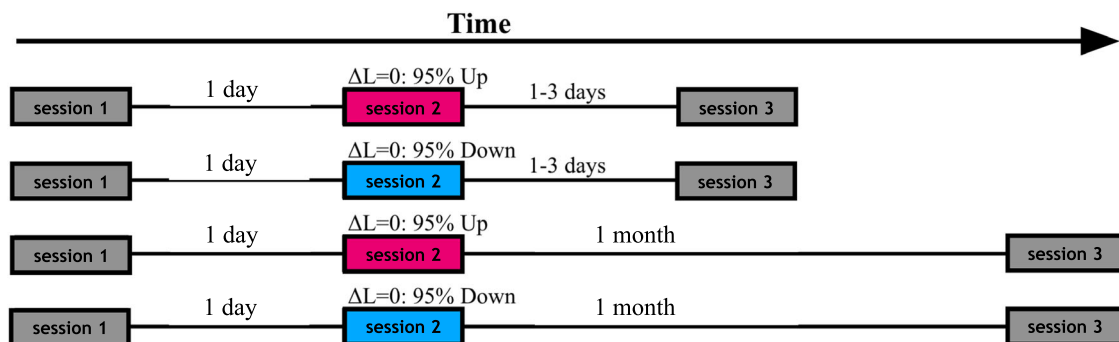 Time
ΔL=0: 95% Up
session 1 1 day session 2 1-3 days session 3
ΔL=0: 95% Down
session 1 1 day session 2 1-3 days session 3
ΔL=0: 95% Up
session 1 1 day session 2 1 month session 3
ΔL=0: 95% Down
session 1 1 day session 2 1 month session 3